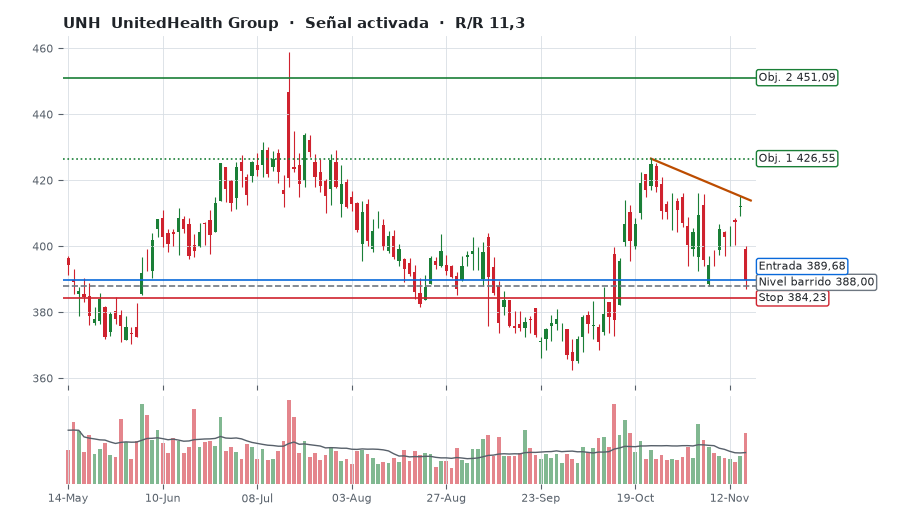 UNH UnitedHealth Group · Señal activada · R/R 11,3
460
440
420
400
380
360
Obj. 2 451,09
Obj. 1 426,55
Entrada 389,68
Nivel barrido 388,00
Stop 384,23
14-May
10-Jun
08-Jul
03-Aug
27-Aug
23-Sep
19-Oct
12-Nov